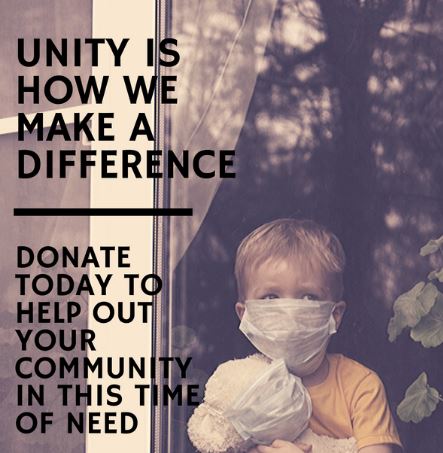 UNITY IS
HOW WE
MAKE A
DIFFERENCE
DONATE
TODAY TO
HELP OUT
YOUR
COMMUNITY
IN THIS TIME
OF NEED